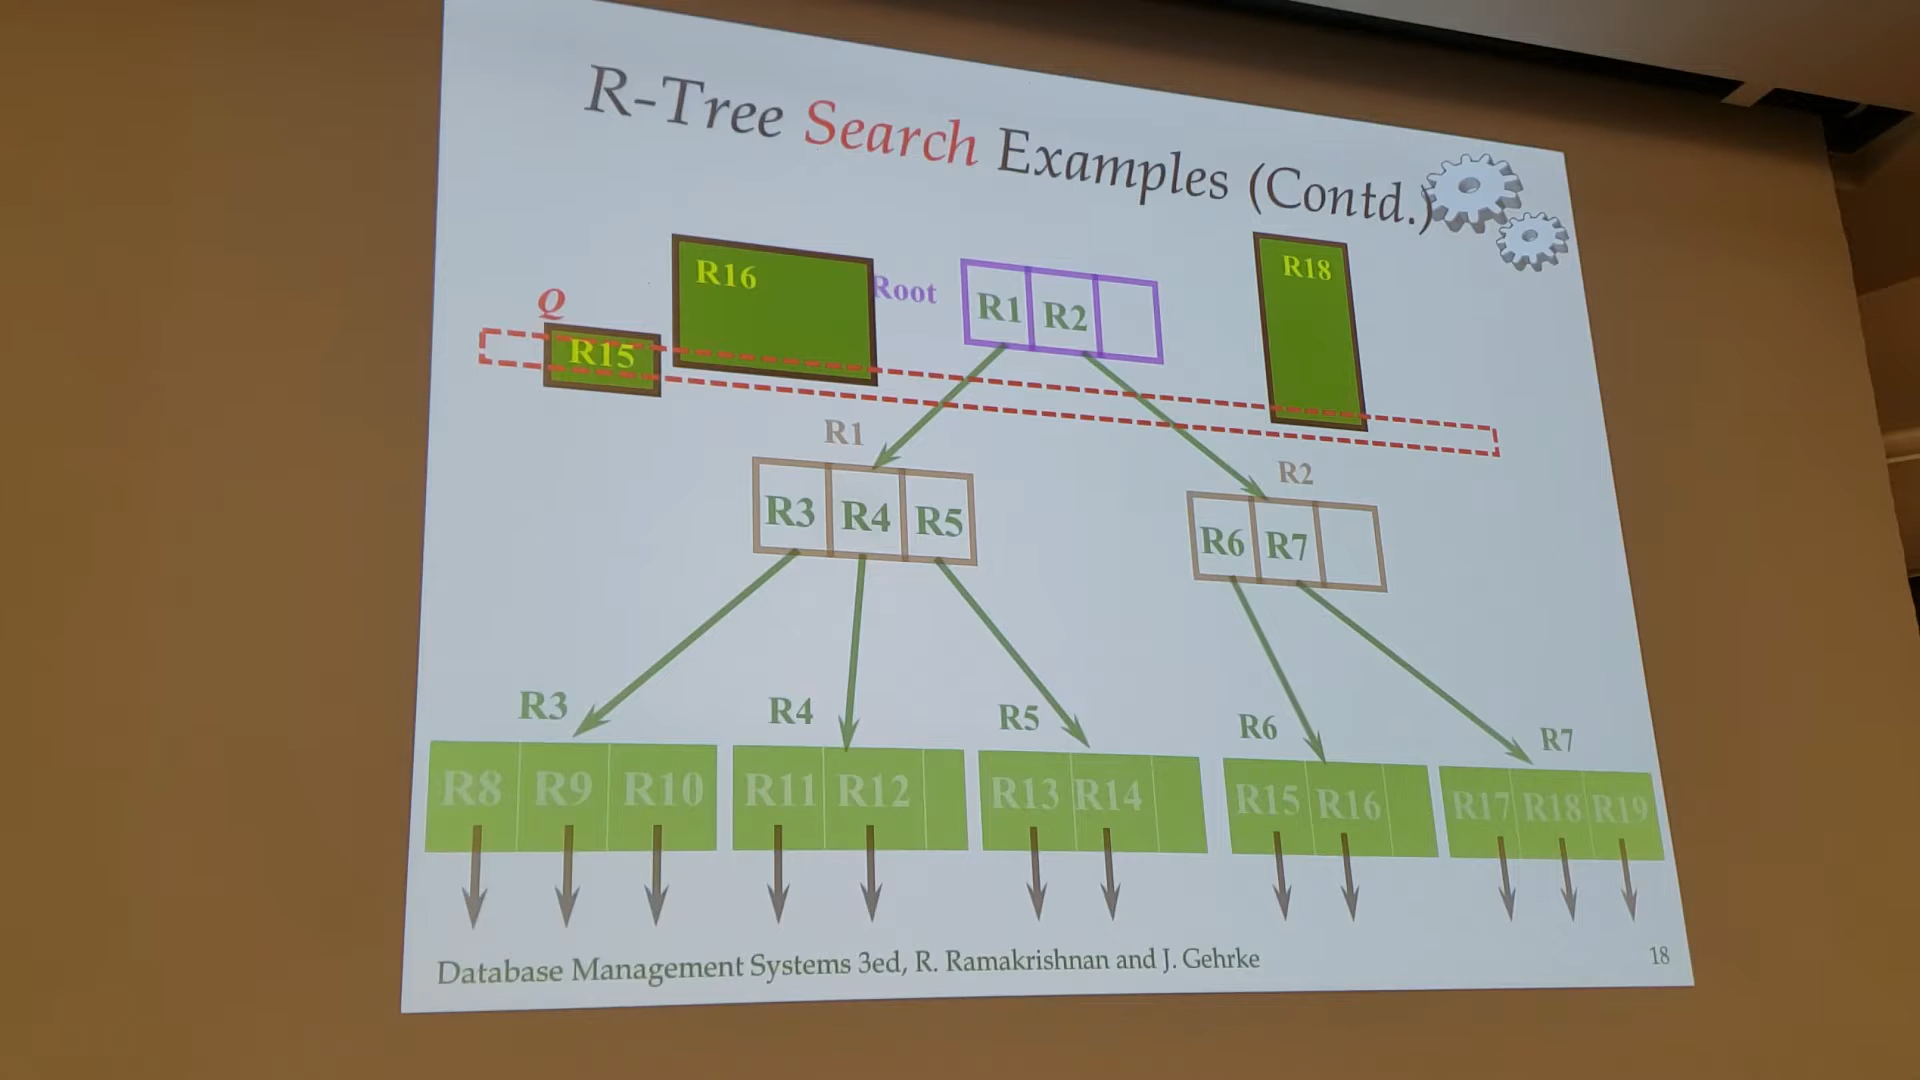 R-Tree Search Examples (Contd.)
R16
R18
Q
Root
R1 R2
R15
R1
R2
R3 R4 R5
R6 R7
R3
R4
R5
R6
R7
R8 R9 R10
R11 R12
R13 R14
R15 R16
R17 R18 R19
Database Management Systems 3ed, R. Ramakrishnan and J. Gehrke
18